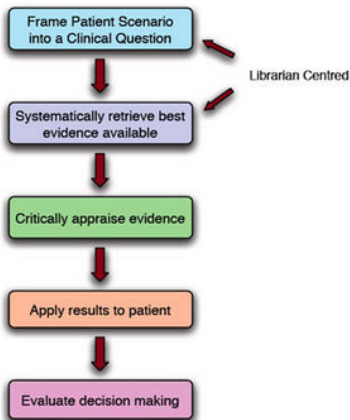 Frame Patient Scenario
into a Clinical Question
Librarian Centred
Systematically retrieve best
evidence available
Critically appraise evidence
Apply results to patient
Evaluate decision making